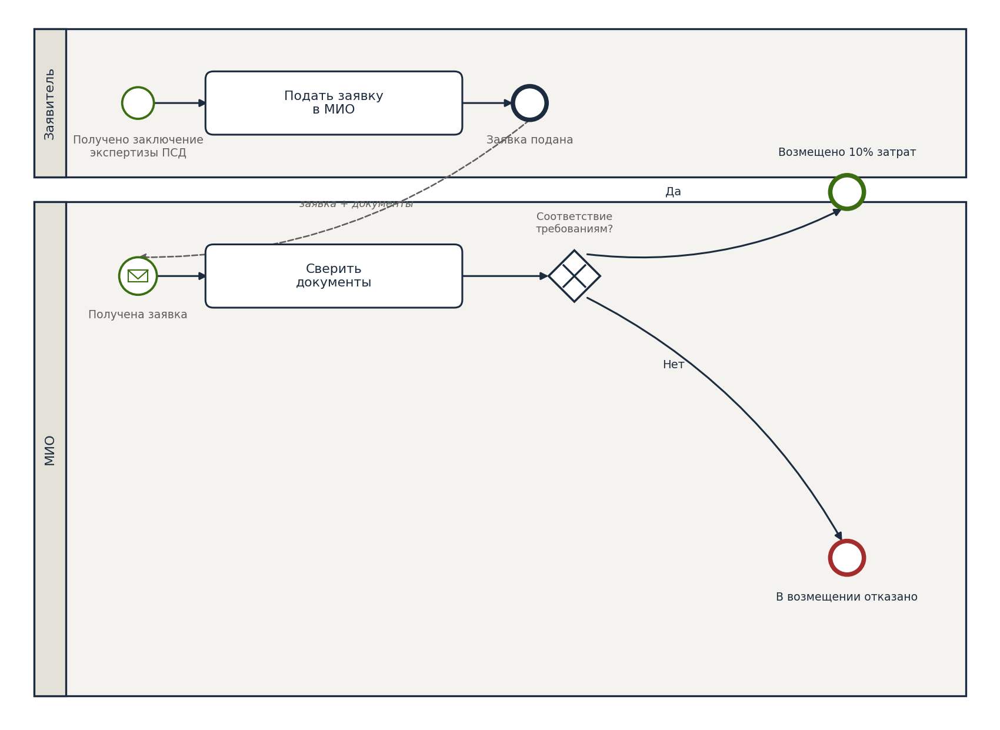 Заявитель
Подать заявку
в МИО
Получено заключение
экспертизы ПСД
Заявка подана
Возмещено 10% затрат
Да
заявка + документы
МИО
Соответствие
требованиям?
Сверить
документы
Получена заявка
Нет
В возмещении отказано